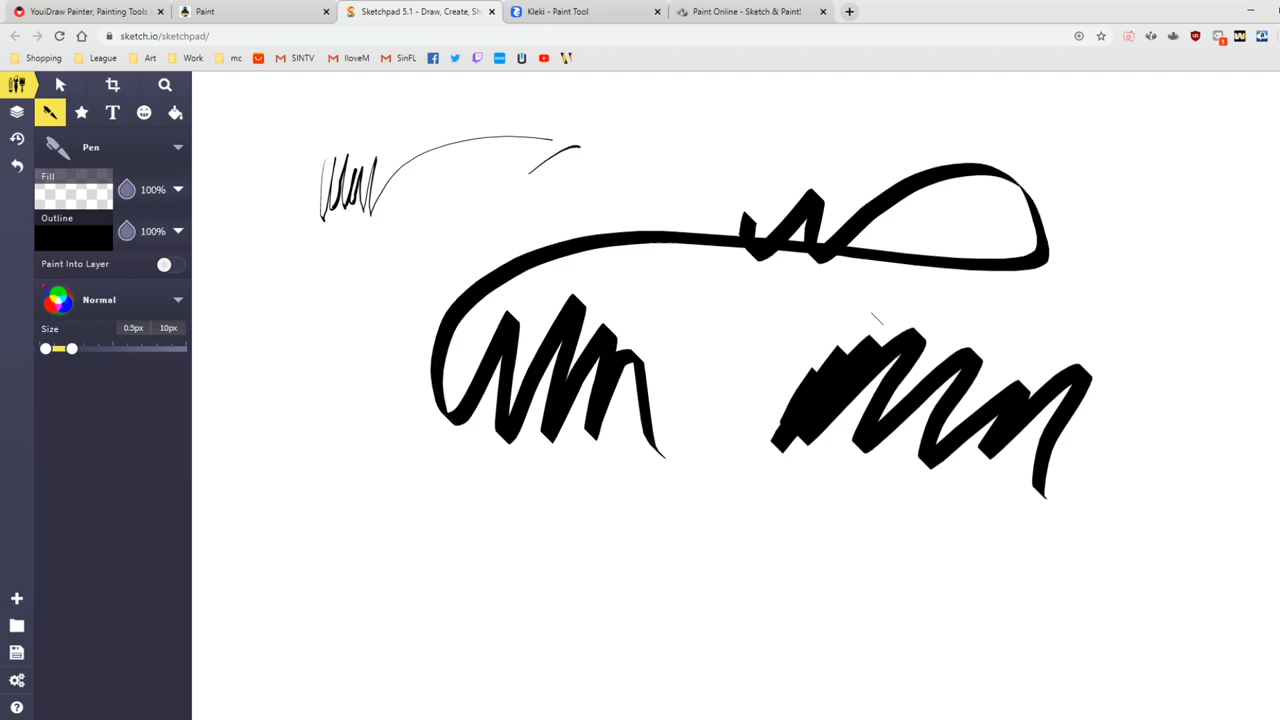 YouiDraw Painter, Painting Tools
Paint
Sketchpad 5.1 - Draw, Create, Sh
Kleki - Paint Tool
Paint Online - Sketch & Paint!
sketch.io/sketchpad/
Shopping League Art Work mc SINTV IloveM SinFL
Pen
Fill
100%
Outline
100%
Paint Into Layer
Normal
Size 0.5px 10px